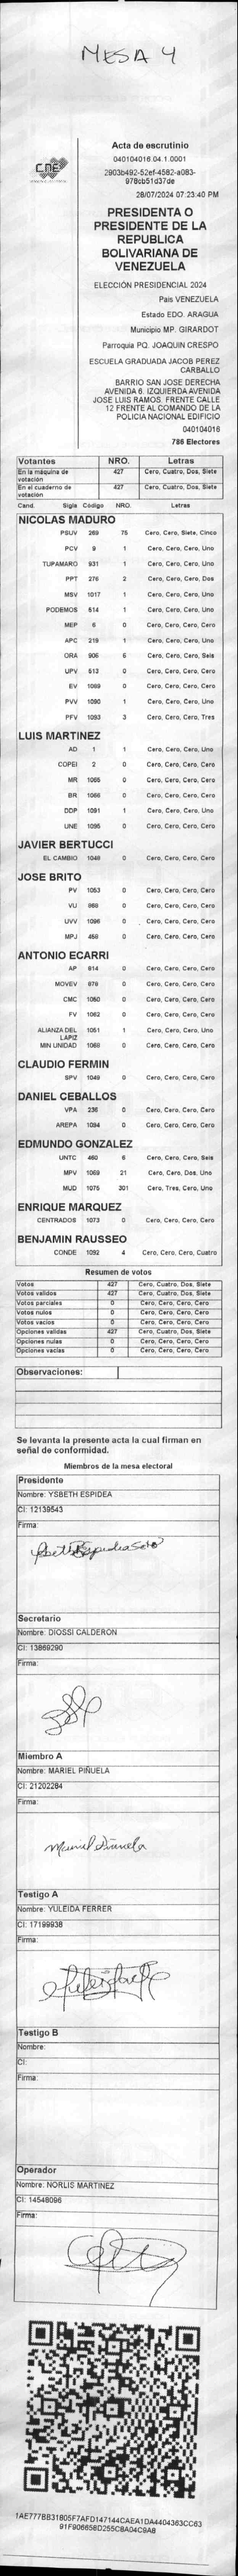 MESA 4
CNE
Acta de escrutinio
040104016.04.1.0001
2903b492-52ef-4582-a083-
978cb51d37de
28/07/2024 07:23:40 PM
PRESIDENTA O
PRESIDENTE DE LA
REPUBLICA
BOLIVARIANA DE
VENEZUELA
ELECCIÓN PRESIDENCIAL 2024
País VENEZUELA
Estado EDO. ARAGUA
Municipio MP. GIRARDOT
Parroquia PQ. JOAQUIN CRESPO
ESCUELA GRADUADA JACOB PEREZ
CARBALLO
BARRIO SAN JOSE DERECHA
AVENIDA 6. IZQUIERDA AVENIDA
JOSE LUIS RAMOS. FRENTE CALLE
12 FRENTE AL COMANDO DE LA
POLICIA NACIONAL EDIFICIO
040104016
786 Electores
Votantes NRO. Letras
En la máquina de votación 427 Cero, Cuatro, Dos, Siete
En el cuaderno de votación 427 Cero, Cuatro, Dos, Siete
Cand. Sigla Código NRO. Letras
NICOLAS MADURO
PSUV 269 75 Cero, Cero, Siete, Cinco
PCV 9 1 Cero, Cero, Cero, Uno
TUPAMARO 931 1 Cero, Cero, Cero, Uno
PPT 276 2 Cero, Cero, Cero, Dos
MSV 1017 1 Cero, Cero, Cero, Uno
PODEMOS 514 1 Cero, Cero, Cero, Uno
MEP 6 0 Cero, Cero, Cero, Cero
APC 219 1 Cero, Cero, Cero, Uno
ORA 906 6 Cero, Cero, Cero, Seis
UPV 513 0 Cero, Cero, Cero, Cero
EV 1089 0 Cero, Cero, Cero, Cero
PVV 1090 1 Cero, Cero, Cero, Uno
PFV 1093 3 Cero, Cero, Cero, Tres
LUIS MARTINEZ
AD 1 1 Cero, Cero, Cero, Uno
COPEI 2 0 Cero, Cero, Cero, Cero
MR 1065 0 Cero, Cero, Cero, Cero
BR 1066 0 Cero, Cero, Cero, Cero
DDP 1091 1 Cero, Cero, Cero, Uno
UNE 1095 0 Cero, Cero, Cero, Cero
JAVIER BERTUCCI
EL CAMBIO 1048 0 Cero, Cero, Cero, Cero
JOSE BRITO
PV 1053 0 Cero, Cero, Cero, Cero
VU 868 0 Cero, Cero, Cero, Cero
UVV 1096 0 Cero, Cero, Cero, Cero
MPJ 458 0 Cero, Cero, Cero, Cero
ANTONIO ECARRI
AP 814 0 Cero, Cero, Cero, Cero
MOVEV 878 0 Cero, Cero, Cero, Cero
CMC 1050 0 Cero, Cero, Cero, Cero
FV 1062 0 Cero, Cero, Cero, Cero
ALIANZA DEL LAPIZ 1051 1 Cero, Cero, Cero, Uno
MIN UNIDAD 1068 0 Cero, Cero, Cero, Cero
CLAUDIO FERMIN
SPV 1049 0 Cero, Cero, Cero, Cero
DANIEL CEBALLOS
VPA 236 0 Cero, Cero, Cero, Cero
AREPA 1094 0 Cero, Cero, Cero, Cero
EDMUNDO GONZALEZ
UNTC 460 6 Cero, Cero, Cero, Seis
MPV 1069 21 Cero, Cero, Dos, Uno
MUD 1075 301 Cero, Tres, Cero, Uno
ENRIQUE MARQUEZ
CENTRADOS 1073 0 Cero, Cero, Cero, Cero
BENJAMIN RAUSSEO
CONDE 1092 4 Cero, Cero, Cero, Cuatro
Resumen de votos
Votos 427 Cero, Cuatro, Dos, Siete
Votos validos 427 Cero, Cuatro, Dos, Siete
Votos parciales 0 Cero, Cero, Cero, Cero
Votos nulos 0 Cero, Cero, Cero, Cero
Votos vacios 0 Cero, Cero, Cero, Cero
Opciones validas 427 Cero, Cuatro, Dos, Siete
Opciones nulas 0 Cero, Cero, Cero, Cero
Opciones vacias 0 Cero, Cero, Cero, Cero
Observaciones:
Se levanta la presente acta la cual firman en
señal de conformidad.
Miembros de la mesa electoral
Presidente
Nombre: YSBETH ESPIDEA
CI: 12139543
Firma:
Secretario
Nombre: DIOSSI CALDERON
CI: 13869290
Firma:
Miembro A
Nombre: MARIEL PIÑUELA
CI: 21202284
Firma:
Mariel Piñuela
Testigo A
Nombre: YULEIDA FERRER
CI: 17199938
Firma:
Testigo B
Nombre:
CI:
Firma:
Operador
Nombre: NORLIS MARTINEZ
CI: 14548096
Firma:
1AE777BB31805F7AFD147144CAEA1DA4404363CC63
91F906658D255C8A04C9A8